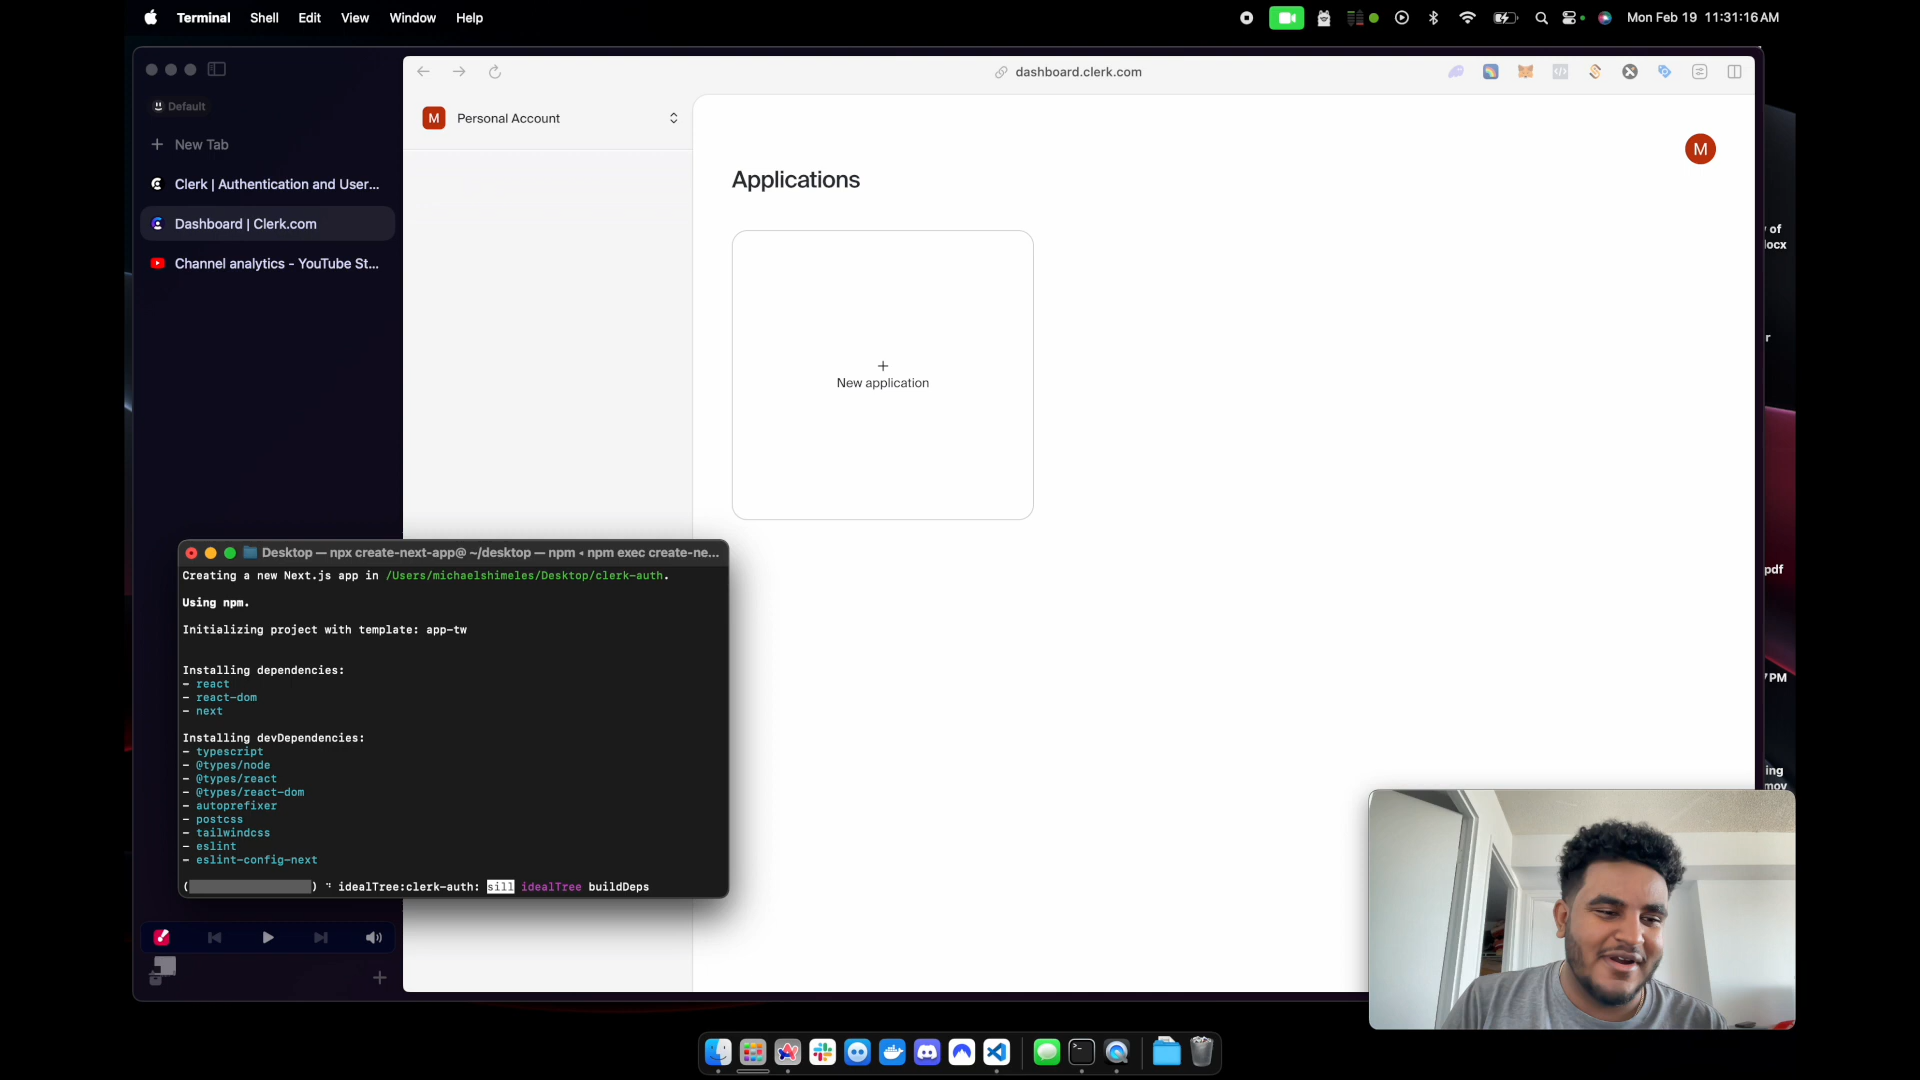 Terminal Shell Edit View Window Help
Mon Feb 19 11:31:16 AM
Default
New Tab
Clerk | Authentication and User...
Dashboard | Clerk.com
Channel analytics - YouTube St...
dashboard.clerk.com
M Personal Account
M
Applications
+
New application
of
ocx
r
7 PM
pdf
ing
mov
Desktop — npx create-next-app@ ~/desktop — npm ◂ npm exec create-ne...
Creating a new Next.js app in /Users/michaelshimeles/Desktop/clerk-auth.
Using npm.
Initializing project with template: app-tw
Installing dependencies:
- react
- react-dom
- next
Installing devDependencies:
- typescript
- @types/node
- @types/react
- @types/react-dom
- autoprefixer
- postcss
- tailwindcss
- eslint
- eslint-config-next
( ) ⠙ idealTree:clerk-auth: sill idealTree buildDeps